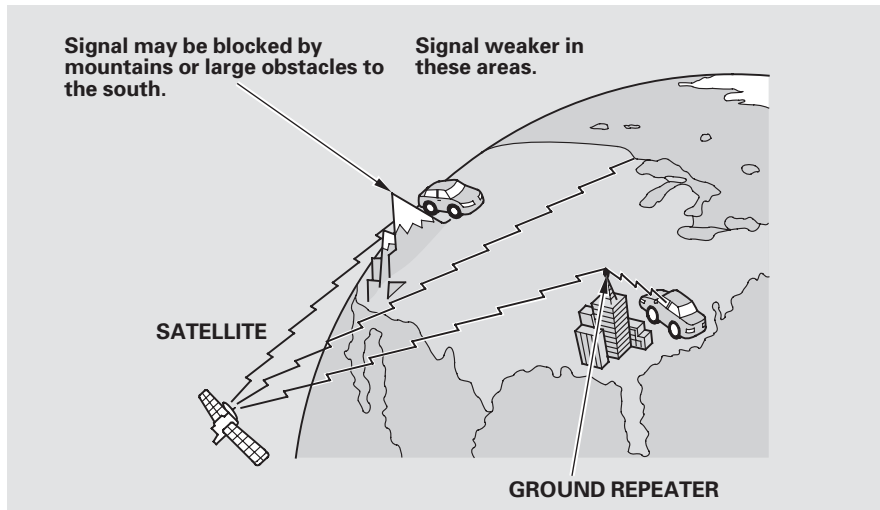 Signal may be blocked by
mountains or large obstacles to
the south.
Signal weaker in
these areas.
SATELLITE
GROUND REPEATER